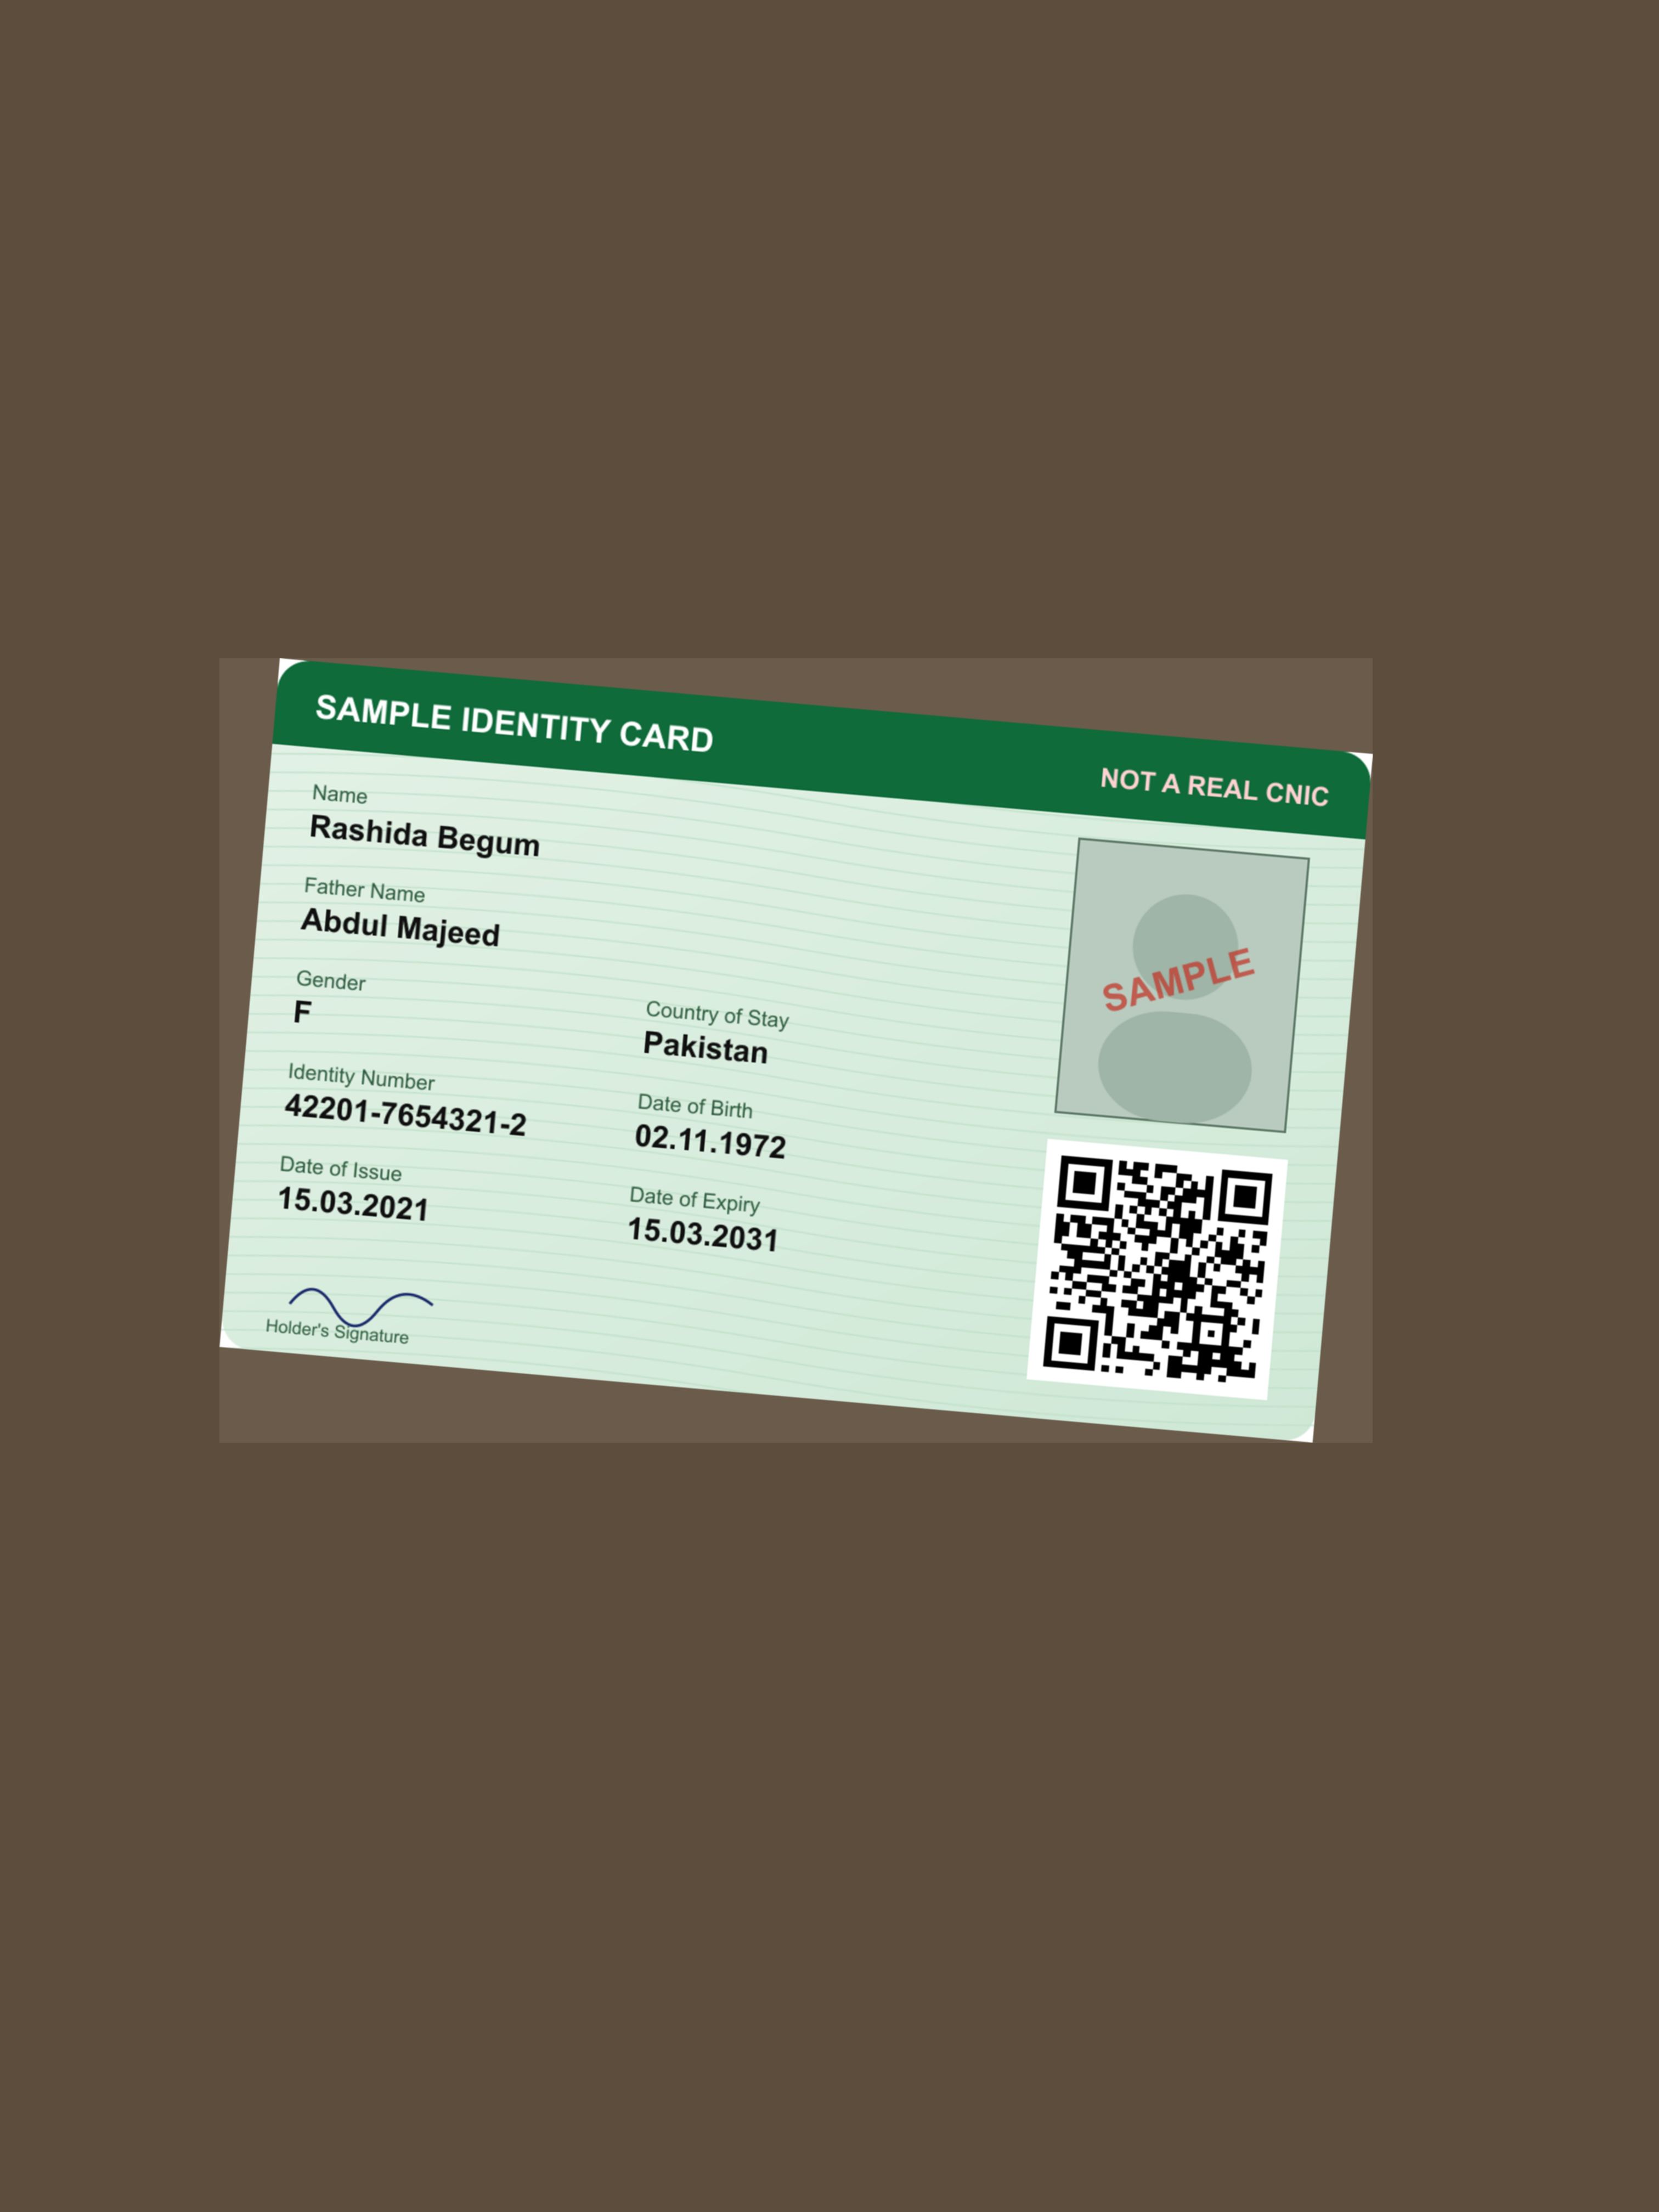 SAMPLE IDENTITY CARD
NOT A REAL CNIC
Name
Rashida Begum
Father Name
Abdul Majeed
Gender
F
Country of Stay
Pakistan
Identity Number
42201-7654321-2
Date of Birth
02.11.1972
Date of Issue
15.03.2021
Date of Expiry
15.03.2031
Holder's Signature
SAMPLE